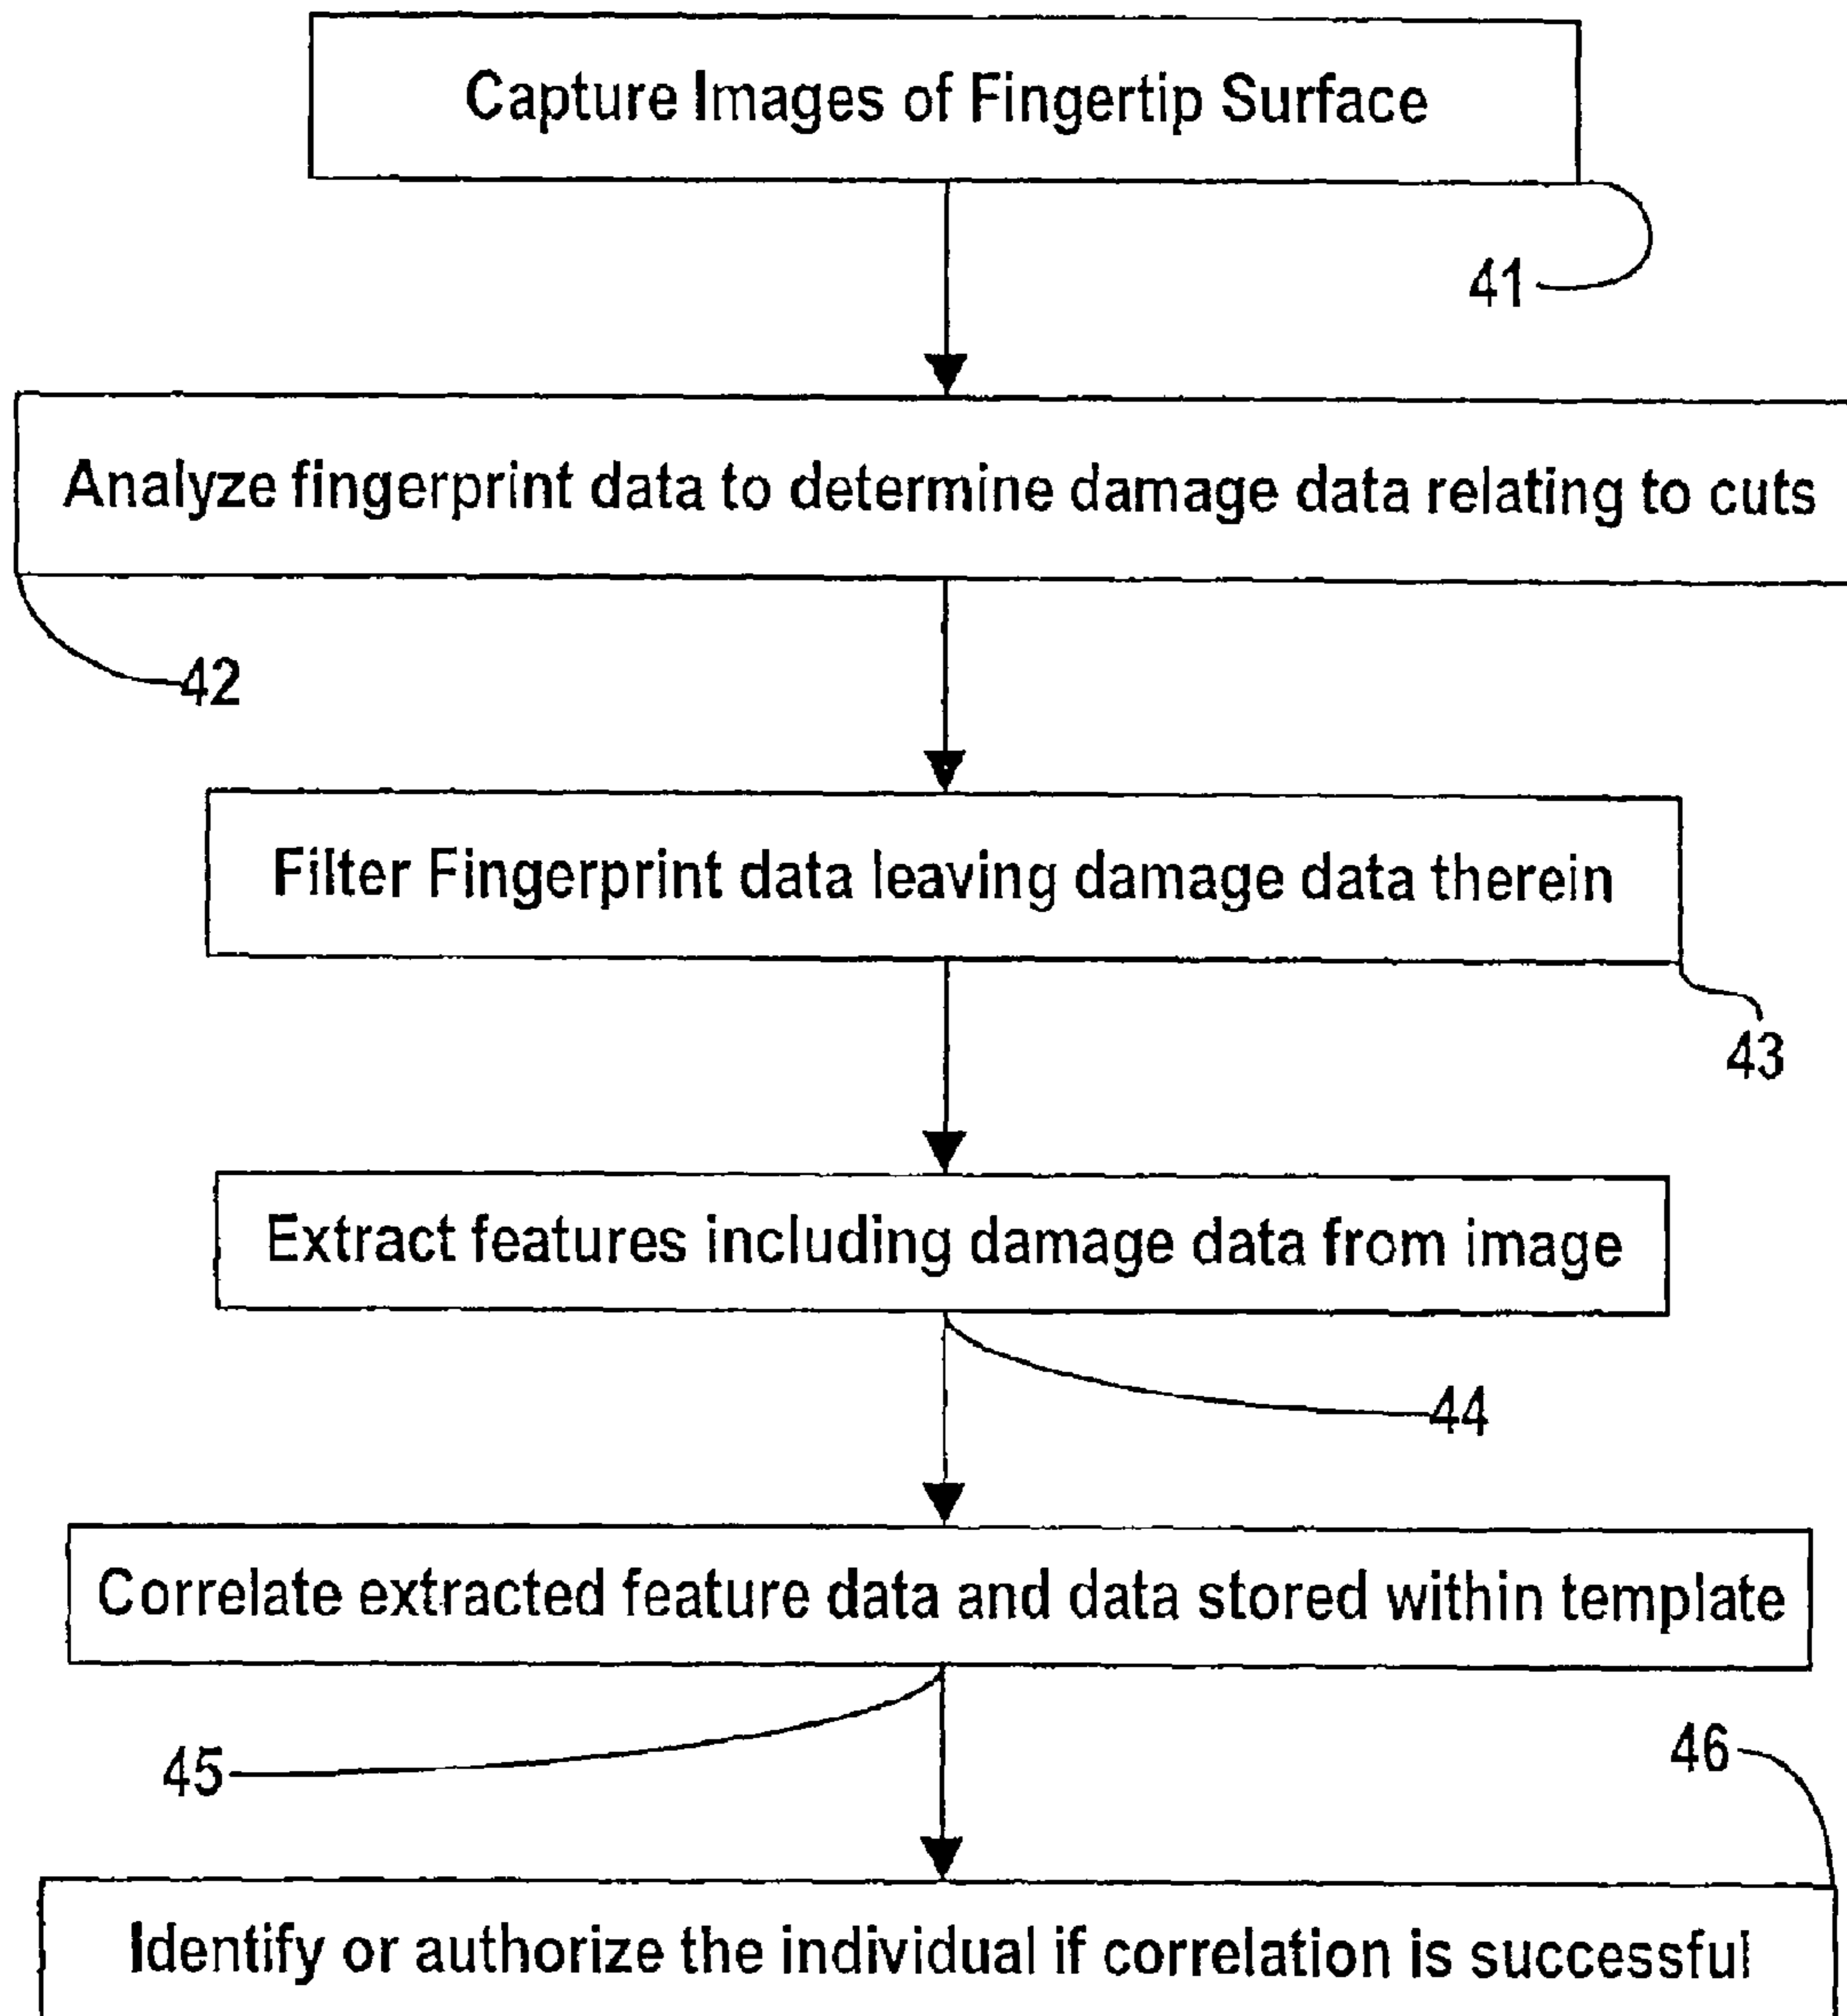 Capture Images of Fingertip Surface
41
Analyze fingerprint data to determine damage data relating to cuts
42
Filter Fingerprint data leaving damage data therein
43
Extract features including damage data from image
44
Correlate extracted feature data and data stored within template
45
46
Identify or authorize the individual if correlation is successful